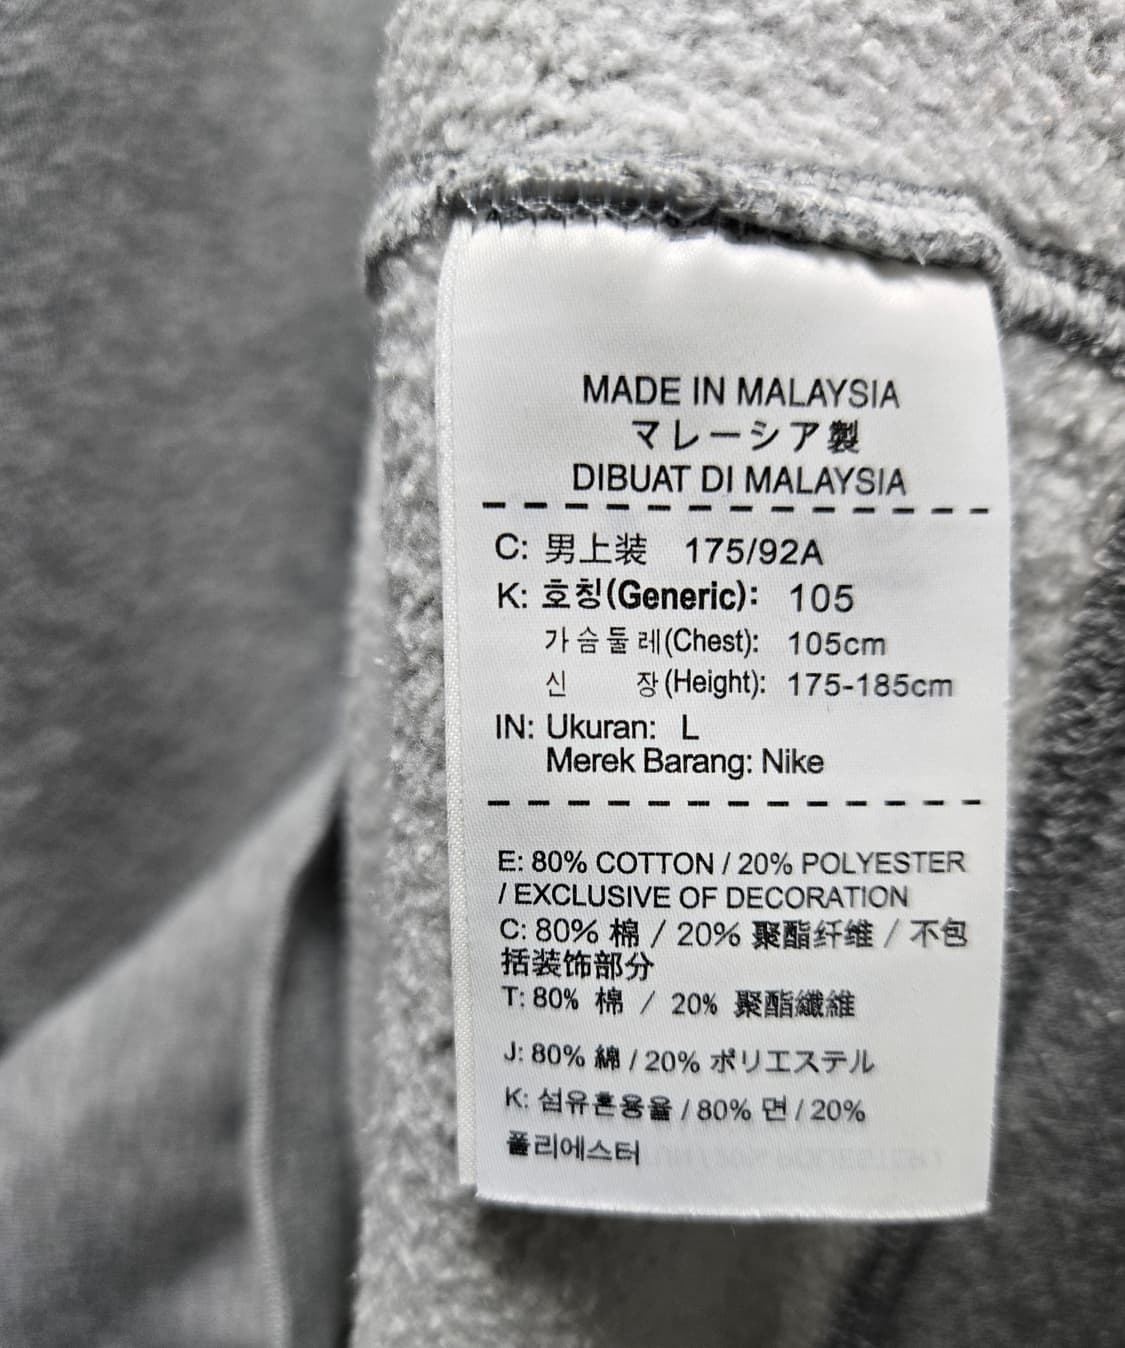 MADE IN MALAYSIA
マレーシア製
DIBUAT DI MALAYSIA
C: 男上装 175/92A
K: 호칭(Generic): 105
가슴둘레(Chest): 105cm
신 장(Height): 175-185cm
IN: Ukuran: L
Merek Barang: Nike
E: 80% COTTON / 20% POLYESTER
/ EXCLUSIVE OF DECORATION
C: 80% 棉 / 20% 聚酯纤维 / 不包
括装饰部分
T: 80% 棉 / 20% 聚酯纖維
J: 80% 綿 / 20% ポリエステル
K: 섬유혼용율 / 80% 면 / 20%
폴리에스터